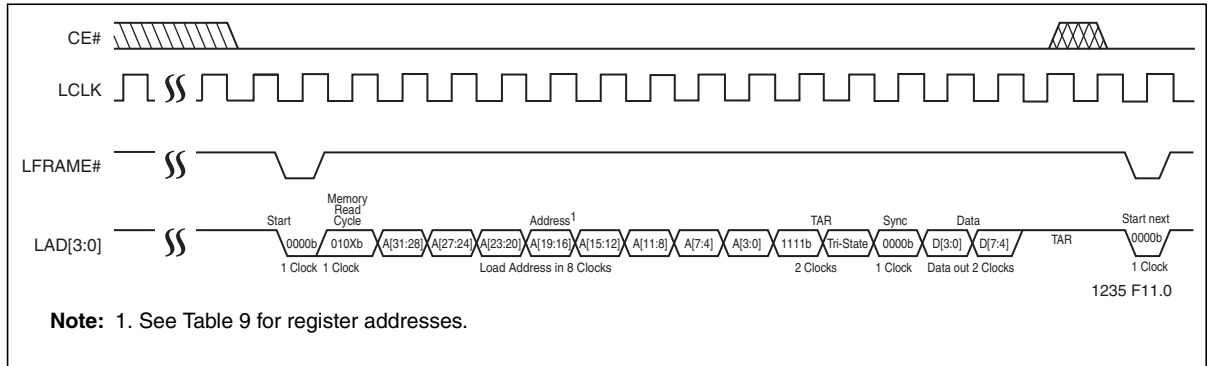 CE#
LCLK
LFRAME#
Memory
Read
Start Cycle Address1 TAR Sync Data Start next
LAD[3:0] 0000b 010Xb A[31:28] A[27:24] A[23:20] A[19:16] A[15:12] A[11:8] A[7:4] A[3:0] 1111b Tri-State 0000b D[3:0] D[7:4] TAR 0000b
1 Clock 1 Clock Load Address in 8 Clocks 2 Clocks 1 Clock Data out 2 Clocks 1 Clock
1235 F11.0
Note: 1. See Table 9 for register addresses.